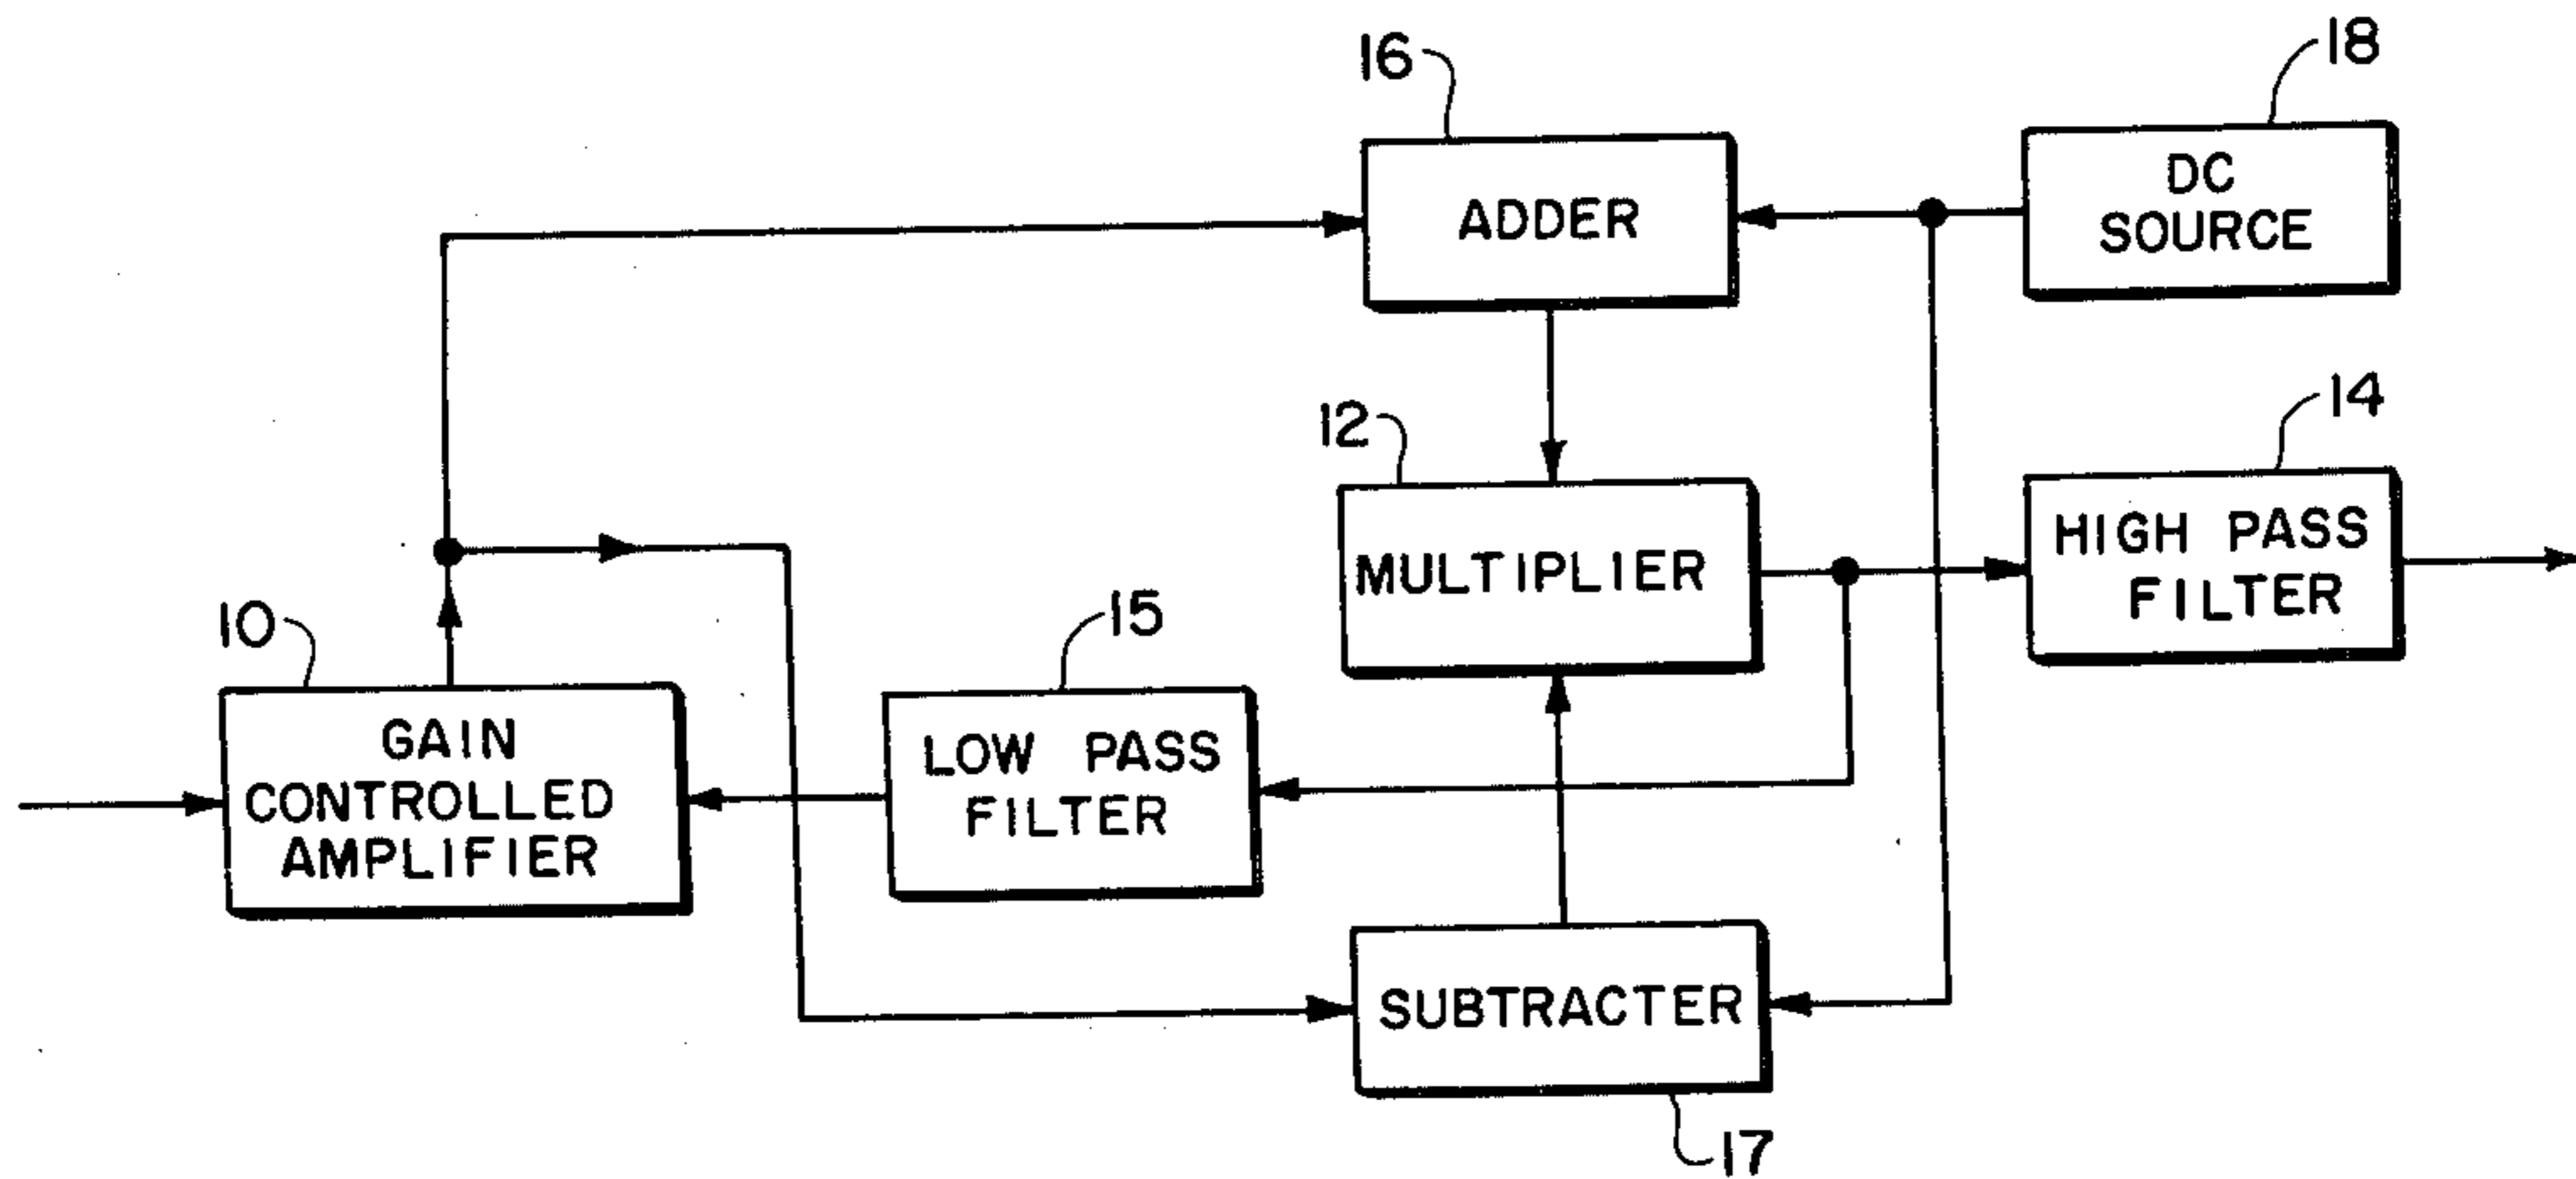 16
18
ADDER
DC
SOURCE
12
14
MULTIPLIER
HIGH PASS
FILTER
10
15
GAIN
CONTROLLED
AMPLIFIER
LOW PASS
FILTER
SUBTRACTER
17